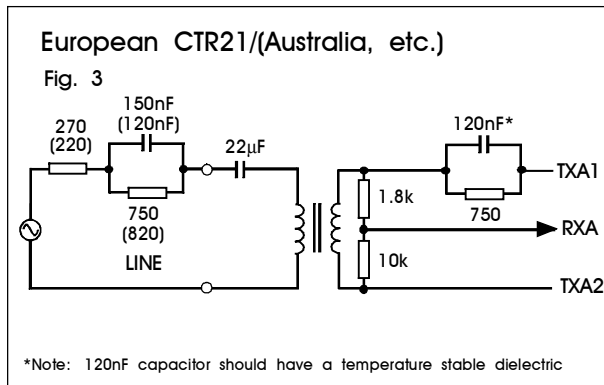 European CTR21/(Australia, etc.)
Fig. 3
150nF
(120nF)
270
(220)
22μF
120nF*
TXA1
1.8k
750
750
(820)
RXA
LINE
10k
TXA2
*Note: 120nF capacitor should have a temperature stable dielectric